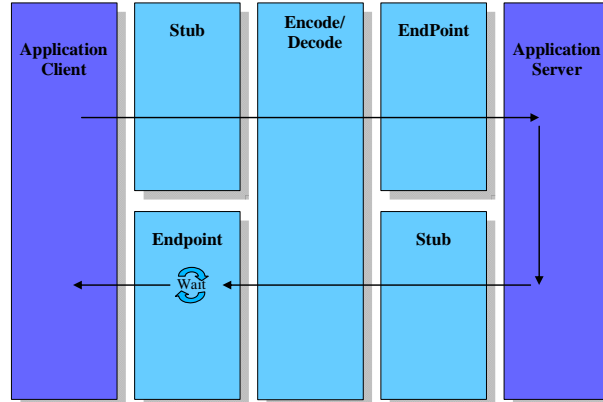 Application
Client
Stub
Encode/
Decode
EndPoint
Application
Server
Endpoint
Wait
Stub